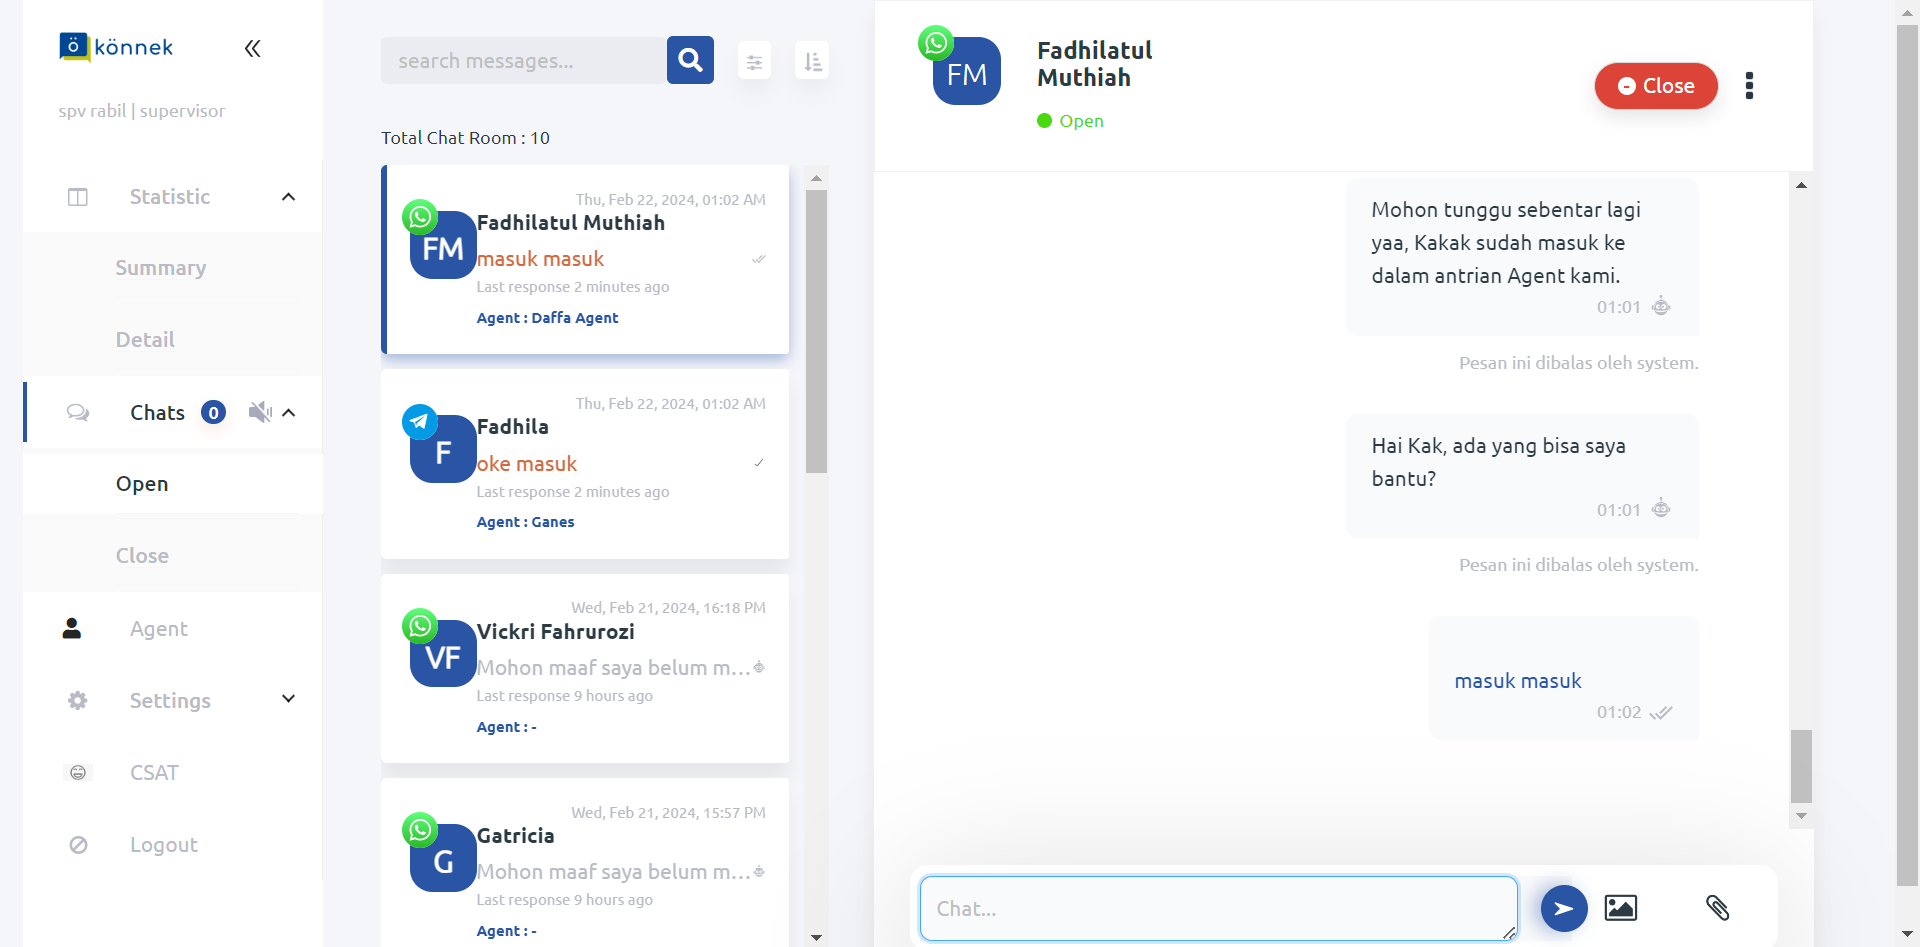 ö könnek
spv rabil | supervisor
Statistic
Summary
Detail
Chats 0
Open
Close
Agent
Settings
CSAT
Logout
search messages...
Total Chat Room : 10
Thu, Feb 22, 2024, 01:02 AM
FM
Fadhilatul Muthiah
masuk masuk
Last response 2 minutes ago
Agent : Daffa Agent
Thu, Feb 22, 2024, 01:02 AM
F
Fadhila
oke masuk
Last response 2 minutes ago
Agent : Ganes
Wed, Feb 21, 2024, 16:18 PM
VF
Vickri Fahrurozi
Mohon maaf saya belum m...
Last response 9 hours ago
Agent : -
Wed, Feb 21, 2024, 15:57 PM
G
Gatricia
Mohon maaf saya belum m...
Last response 9 hours ago
Agent : -
FM
Fadhilatul
Muthiah
Open
Close
Mohon tunggu sebentar lagi
yaa, Kakak sudah masuk ke
dalam antrian Agent kami.
01:01
Pesan ini dibalas oleh system.
Hai Kak, ada yang bisa saya
bantu?
01:01
Pesan ini dibalas oleh system.
masuk masuk
01:02
Chat...